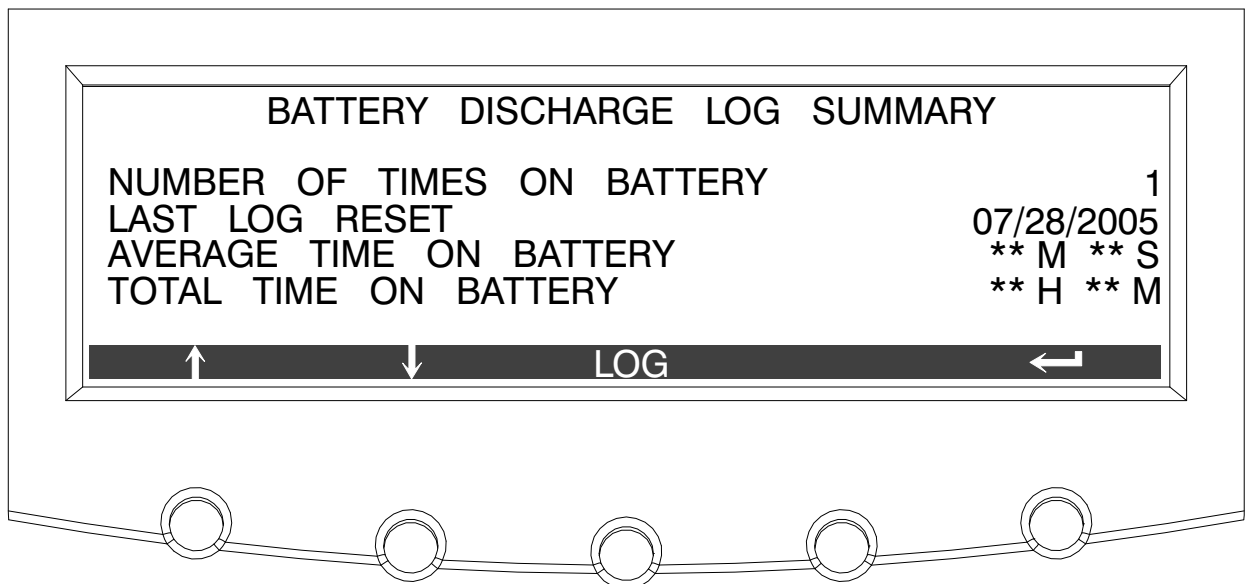 BATTERY DISCHARGE LOG SUMMARY
NUMBER OF TIMES ON BATTERY 1
LAST LOG RESET 07/28/2005
AVERAGE TIME ON BATTERY ** M ** S
TOTAL TIME ON BATTERY ** H ** M
↑ ↓ LOG ↵